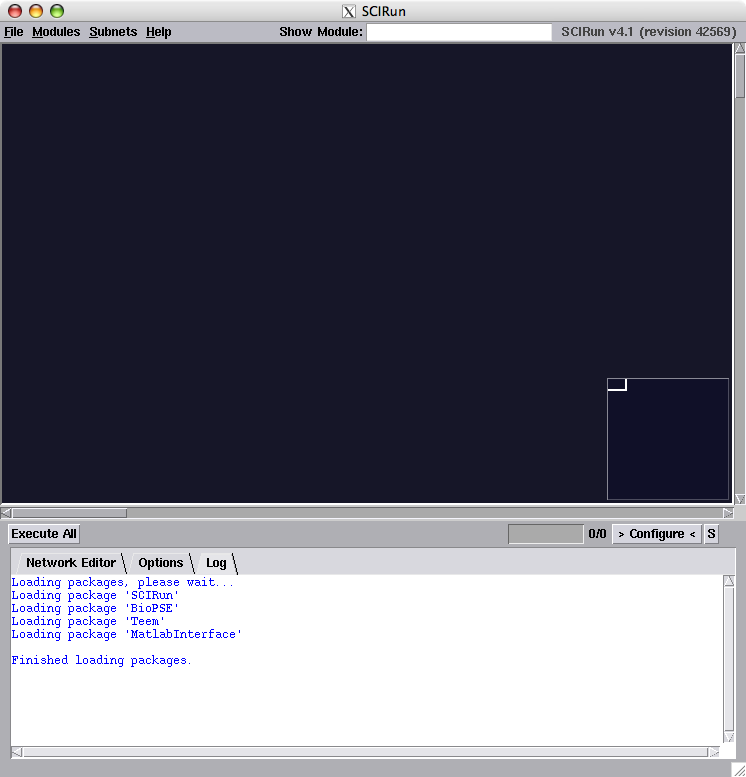 SCIRun
File Modules Subnets Help Show Module: SCIRun v4.1 (revision 42569)
Execute All 0/0 > Configure < S
Network Editor Options Log
Loading packages, please wait...
Loading package 'SCIRun'
Loading package 'BioPSE'
Loading package 'Teem'
Loading package 'MatlabInterface'
Finished loading packages.